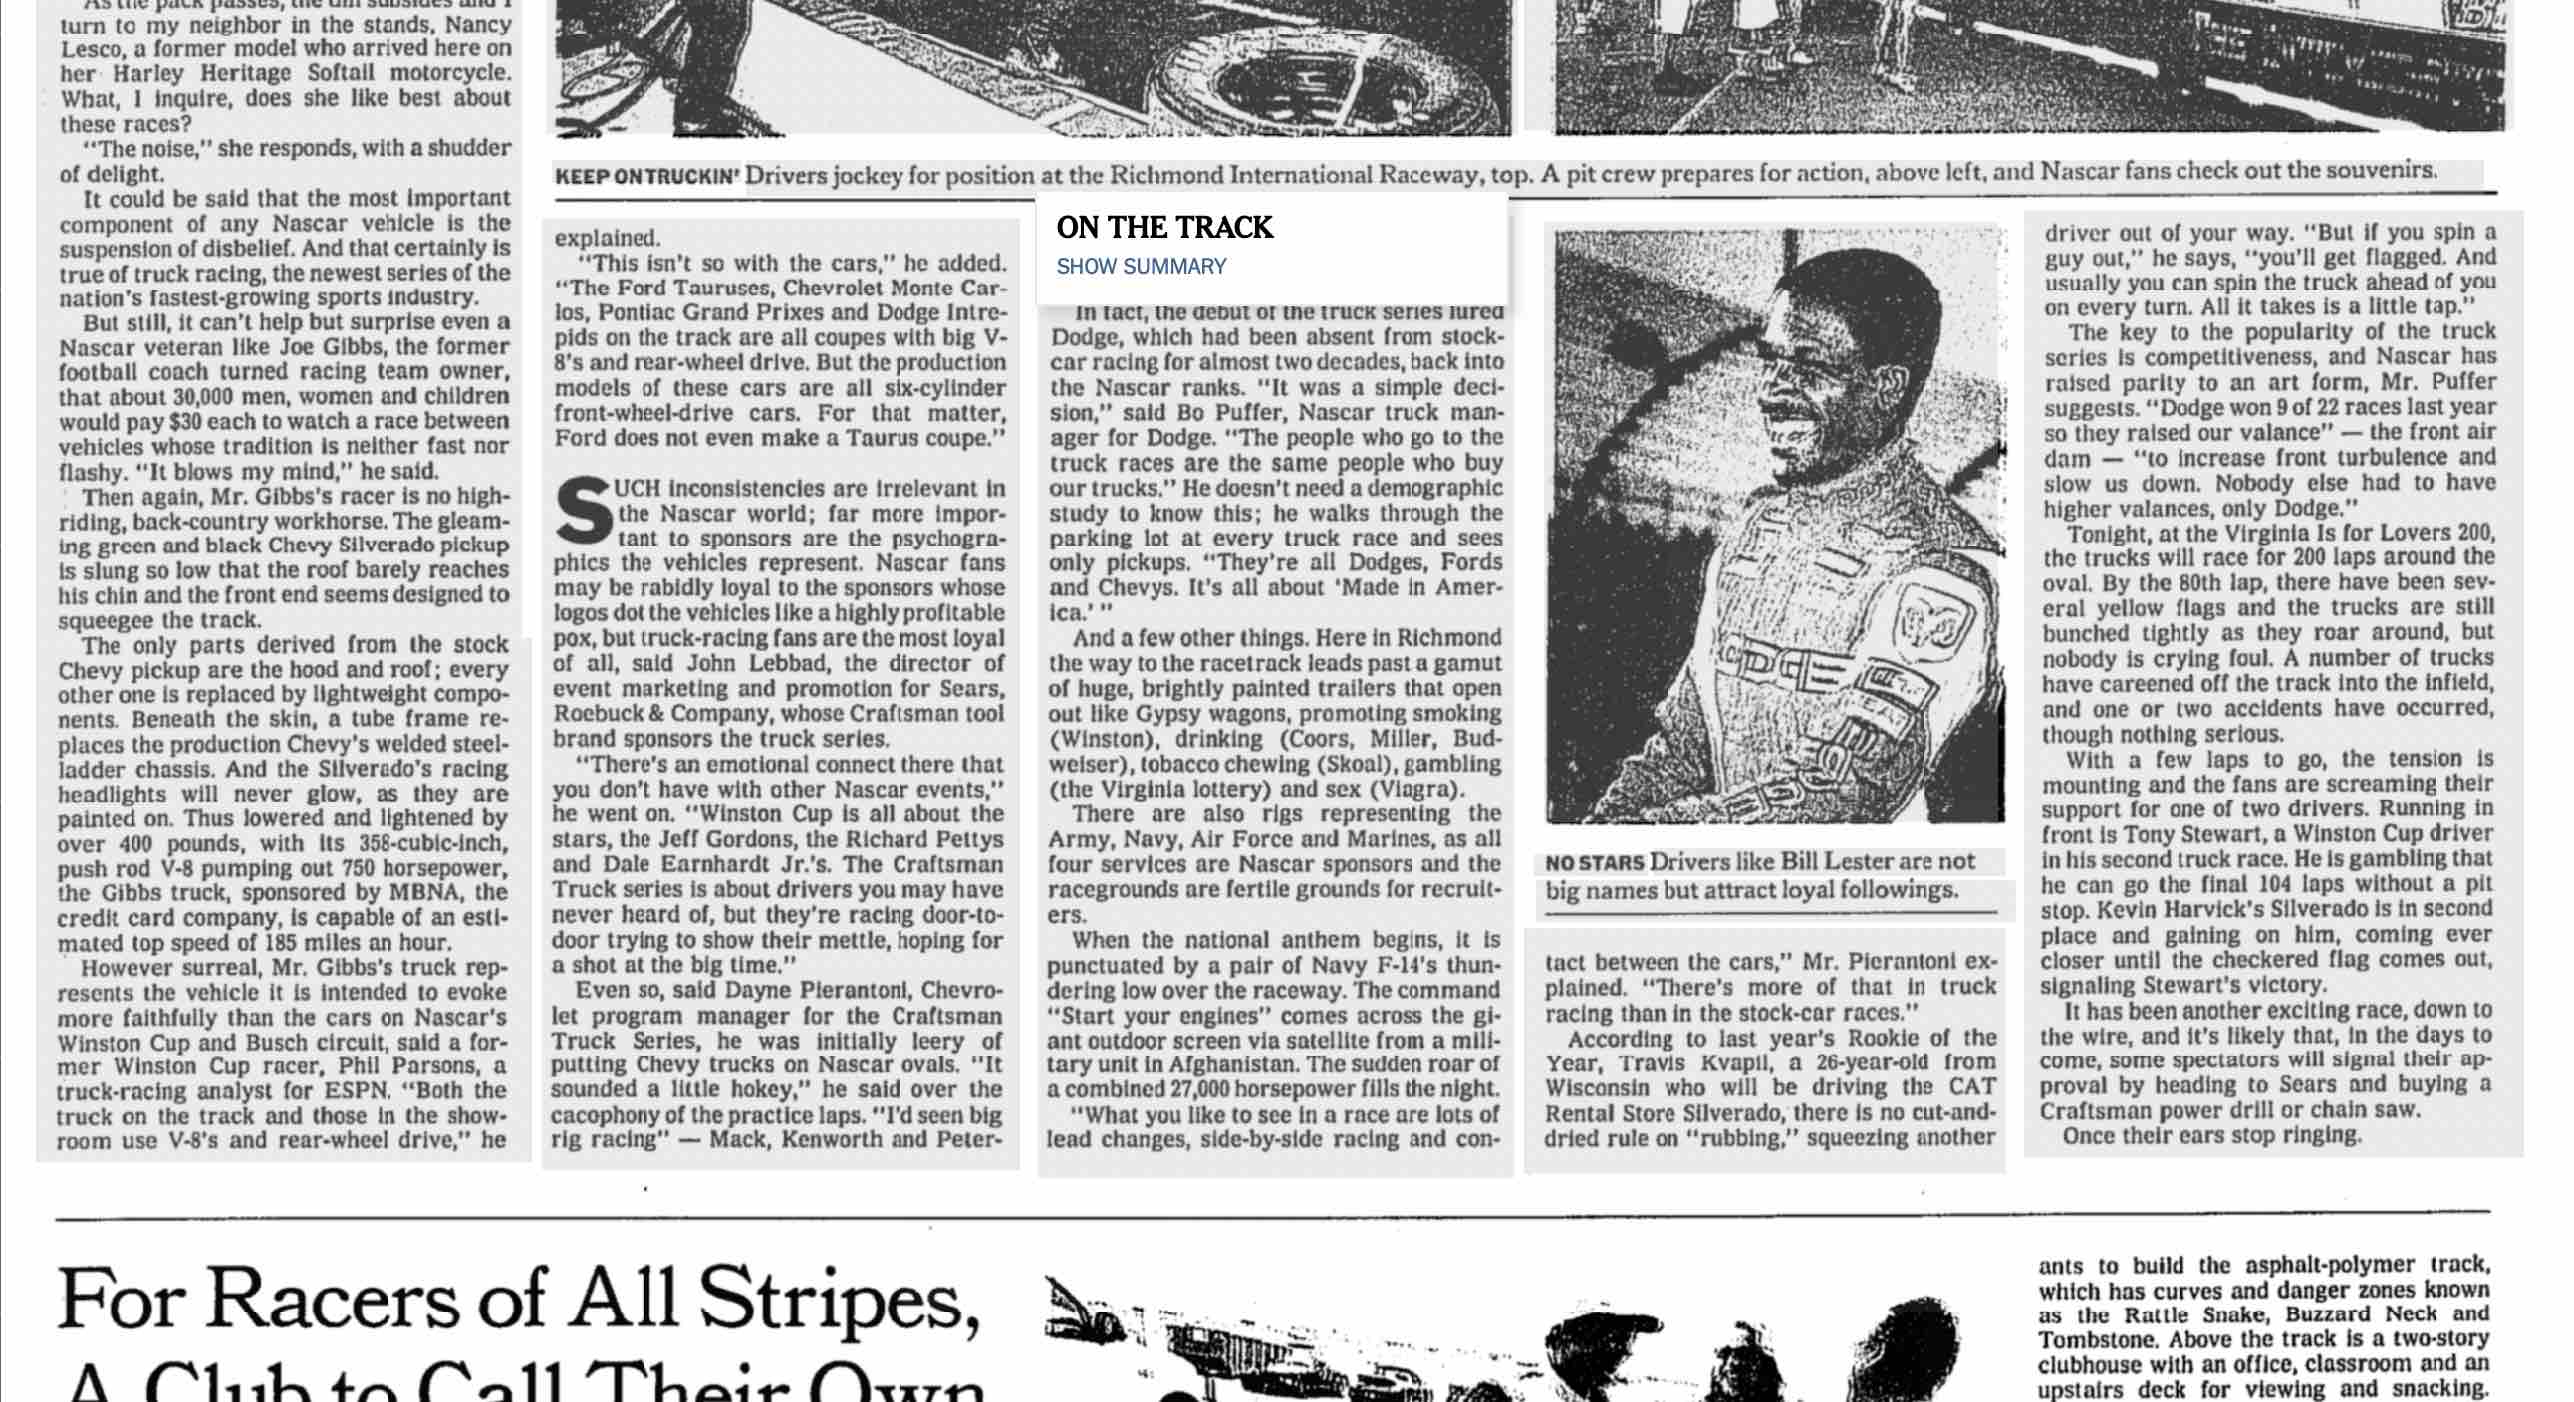 As the pack passes, the din subsides and I
turn to my neighbor in the stands, Nancy
Lesco, a former model who arrived here on
her Harley Heritage Softail motorcycle.
What, I inquire, does she like best about
these races?
"The noise," she responds, with a shudder
of delight.
It could be said that the most important
component of any Nascar vehicle is the
suspension of disbelief. And that certainly is
true of truck racing, the newest series of the
nation's fastest-growing sports industry.
But still, it can't help but surprise even a
Nascar veteran like Joe Gibbs, the former
football coach turned racing team owner,
that about 30,000 men, women and children
would pay $30 each to watch a race between
vehicles whose tradition is neither fast nor
flashy. "It blows my mind," he said.
Then again, Mr. Gibbs's racer is no high-
riding, back-country workhorse. The gleam-
ing green and black Chevy Silverado pickup
is slung so low that the roof barely reaches
his chin and the front end seems designed to
squeegee the track.
The only parts derived from the stock
Chevy pickup are the hood and roof; every
other one is replaced by lightweight compo-
nents. Beneath the skin, a tube frame re-
places the production Chevy's welded steel-
ladder chassis. And the Silverado's racing
headlights will never glow, as they are
painted on. Thus lowered and lightened by
over 400 pounds, with its 358-cubic-inch,
push rod V-8 pumping out 750 horsepower,
the Gibbs truck, sponsored by MBNA, the
credit card company, is capable of an esti-
mated top speed of 185 miles an hour.
However surreal, Mr. Gibbs's truck rep-
resents the vehicle it is intended to evoke
more faithfully than the cars on Nascar's
Winston Cup and Busch circuit, said a for-
mer Winston Cup racer, Phil Parsons, a
truck-racing analyst for ESPN. "Both the
truck on the track and those in the show-
room use V-8's and rear-wheel drive," he
KEEP ON TRUCKIN' Drivers jockey for position at the Richmond International Raceway, top. A pit crew prepares for action, above left, and Nascar fans check out the souvenirs.
explained.
"This isn't so with the cars," he added.
"The Ford Tauruses, Chevrolet Monte Car-
los, Pontiac Grand Prixes and Dodge Intre-
pids on the track are all coupes with big V-
8's and rear-wheel drive. But the production
models of these cars are all six-cylinder
front-wheel-drive cars. For that matter,
Ford does not even make a Taurus coupe."
SUCH inconsistencies are irrelevant in
the Nascar world; far more impor-
tant to sponsors are the psychogra-
phics the vehicles represent. Nascar fans
may be rabidly loyal to the sponsors whose
logos dot the vehicles like a highly profitable
pox, but truck-racing fans are the most loyal
of all, said John Lebbad, the director of
event marketing and promotion for Sears,
Roebuck & Company, whose Craftsman tool
brand sponsors the truck series.
"There's an emotional connect there that
you don't have with other Nascar events,"
he went on. "Winston Cup is all about the
stars, the Jeff Gordons, the Richard Pettys
and Dale Earnhardt Jr.'s. The Craftsman
Truck series is about drivers you may have
never heard of, but they're racing door-to-
door trying to show their mettle, hoping for
a shot at the big time."
Even so, said Dayne Pierantoni, Chevro-
let program manager for the Craftsman
Truck Series, he was initially leery of
putting Chevy trucks on Nascar ovals. "It
sounded a little hokey," he said over the
cacophony of the practice laps. "I'd seen big
rig racing" — Mack, Kenworth and Peter-
ON THE TRACK
SHOW SUMMARY
In fact, the debut of the truck series lured
Dodge, which had been absent from stock-
car racing for almost two decades, back into
the Nascar ranks. "It was a simple deci-
sion," said Bo Puffer, Nascar truck man-
ager for Dodge. "The people who go to the
truck races are the same people who buy
our trucks." He doesn't need a demographic
study to know this; he walks through the
parking lot at every truck race and sees
only pickups. "They're all Dodges, Fords
and Chevys. It's all about 'Made in Amer-
ica.' "
And a few other things. Here in Richmond
the way to the racetrack leads past a gamut
of huge, brightly painted trailers that open
out like Gypsy wagons, promoting smoking
(Winston), drinking (Coors, Miller, Bud-
weiser), tobacco chewing (Skoal), gambling
(the Virginia lottery) and sex (Viagra).
There are also rigs representing the
Army, Navy, Air Force and Marines, as all
four services are Nascar sponsors and the
racegrounds are fertile grounds for recruit-
ers.
When the national anthem begins, it is
punctuated by a pair of Navy F-14's thun-
dering low over the raceway. The command
"Start your engines" comes across the gi-
ant outdoor screen via satellite from a mili-
tary unit in Afghanistan. The sudden roar of
a combined 27,000 horsepower fills the night.
"What you like to see in a race are lots of
lead changes, side-by-side racing and con-
NO STARS Drivers like Bill Lester are not
big names but attract loyal followings.
tact between the cars," Mr. Pierantoni ex-
plained. "There's more of that in truck
racing than in the stock-car races."
According to last year's Rookie of the
Year, Travis Kvapil, a 26-year-old from
Wisconsin who will be driving the CAT
Rental Store Silverado, there is no cut-and-
dried rule on "rubbing," squeezing another
driver out of your way. "But if you spin a
guy out," he says, "you'll get flagged. And
usually you can spin the truck ahead of you
on every turn. All it takes is a little tap."
The key to the popularity of the truck
series is competitiveness, and Nascar has
raised parity to an art form, Mr. Puffer
suggests. "Dodge won 9 of 22 races last year
so they raised our valance" — the front air
dam — "to increase front turbulence and
slow us down. Nobody else had to have
higher valances, only Dodge."
Tonight, at the Virginia Is for Lovers 200,
the trucks will race for 200 laps around the
oval. By the 80th lap, there have been sev-
eral yellow flags and the trucks are still
bunched tightly as they roar around, but
nobody is crying foul. A number of trucks
have careened off the track into the infield,
and one or two accidents have occurred,
though nothing serious.
With a few laps to go, the tension is
mounting and the fans are screaming their
support for one of two drivers. Running in
front is Tony Stewart, a Winston Cup driver
in his second truck race. He is gambling that
he can go the final 104 laps without a pit
stop. Kevin Harvick's Silverado is in second
place and gaining on him, coming ever
closer until the checkered flag comes out,
signaling Stewart's victory.
It has been another exciting race, down to
the wire, and it's likely that, in the days to
come, some spectators will signal their ap-
proval by heading to Sears and buying a
Craftsman power drill or chain saw.
Once their ears stop ringing.
For Racers of All Stripes,
A Club to Call Their Own
ants to build the asphalt-polymer track,
which has curves and danger zones known
as the Rattle Snake, Buzzard Neck and
Tombstone. Above the track is a two-story
clubhouse with an office, classroom and an
upstairs deck for viewing and snacking.